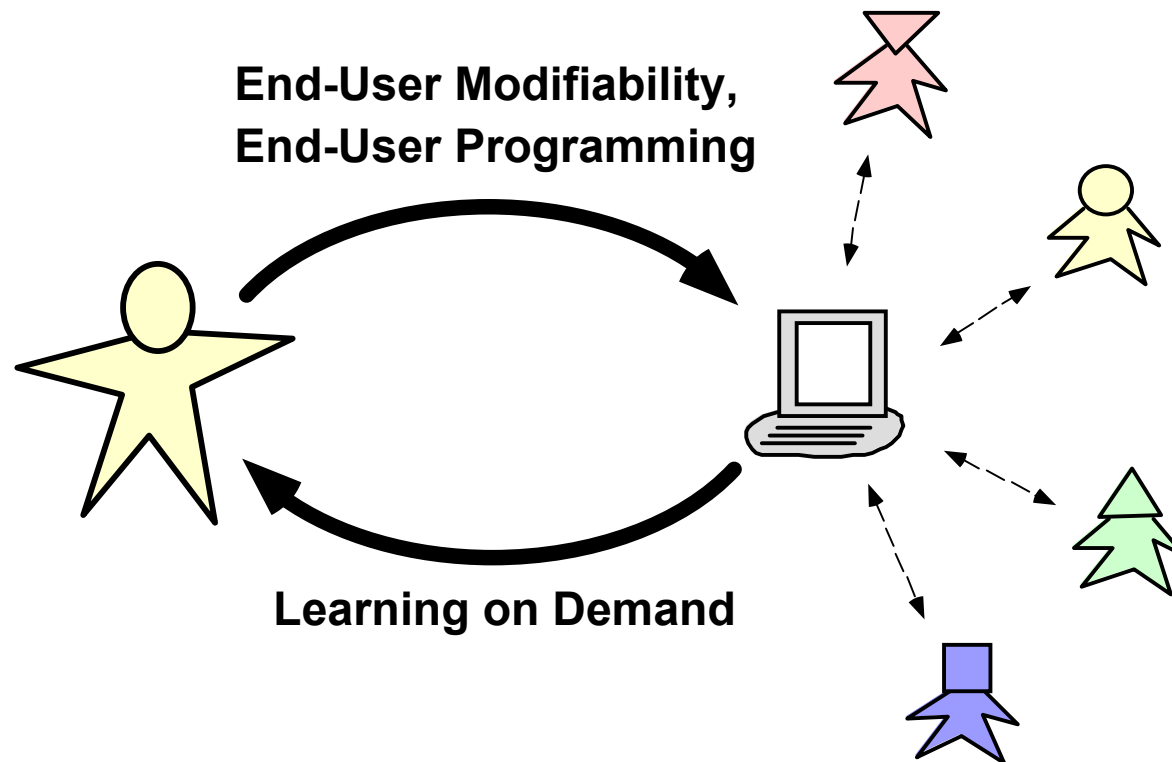 End-User Modifiability,
End-User Programming
Learning on Demand